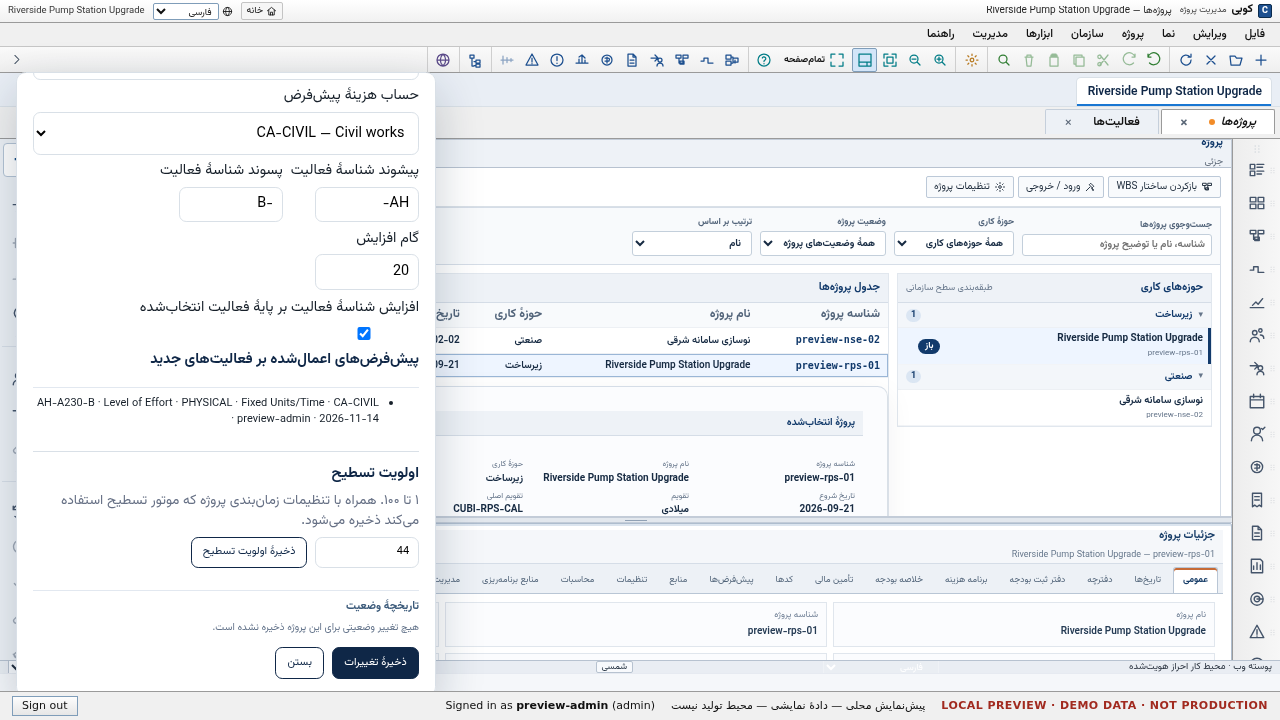 C کوبی مدیریت پروژه پروژه‌ها — Riverside Pump Station Upgrade
خانه فارسی Riverside Pump Station Upgrade
فایل ویرایش نما پروژه سازمان ابزارها مدیریت راهنما
تمام‌صفحه
Riverside Pump Station Upgrade
پروژه‌ها × فعالیت‌ها ×
پروژه
جزئی
بازکردن ساختار WBS ورود / خروجی تنظیمات پروژه
جست‌وجوی پروژه‌ها حوزهٔ کاری وضعیت پروژه ترتیب بر اساس
شناسه، نام یا توضیح پروژه همهٔ حوزه‌های کاری همهٔ وضعیت‌های پروژه نام
حوزه‌های کاری طبقه‌بندی سطح سازمانی
زیرساخت 1
Riverside Pump Station Upgrade
preview-rps-01
باز
صنعتی 1
نوسازی سامانه شرقی
preview-nse-02
جدول پروژه‌ها
شناسه پروژه نام پروژه حوزهٔ کاری
preview-nse-02 نوسازی سامانه شرقی صنعتی
preview-rps-01 Riverside Pump Station Upgrade زیرساخت
پروژهٔ انتخاب‌شده
شناسه پروژه نام پروژه حوزهٔ کاری
preview-rps-01 Riverside Pump Station Upgrade زیرساخت
تاریخ شروع تقویم تقویم اصلی
2026-09-21 میلادی CUBI-RPS-CAL
جزئیات پروژه
Riverside Pump Station Upgrade — preview-rps-01
عمومی تاریخ‌ها دفترچه دفتر ثبت بودجه برنامه هزینه خلاصه بودجه تأمین مالی کدها پیش‌فرض‌ها منابع تنظیمات محاسبات منابع برنامه‌ریزی
نام پروژه شناسه پروژه
Riverside Pump Station Upgrade preview-rps-01
حساب هزینهٔ پیش‌فرض
CA-CIVIL — Civil works
پیشوند شناسهٔ فعالیت پسوند شناسهٔ فعالیت
AH- -B
گام افزایش
20
افزایش شناسهٔ فعالیت بر پایهٔ فعالیت انتخاب‌شده
پیش‌فرض‌های اعمال‌شده بر فعالیت‌های جدید
• AH-A230-B · Level of Effort · PHYSICAL · Fixed Units/Time · CA-CIVIL
· preview-admin · 2026-11-14
اولویت تسطیح
۱ تا ۱۰۰. همراه با تنظیمات زمان‌بندی پروژه که موتور تسطیح استفاده
می‌کند ذخیره می‌شود.
44 ذخیرهٔ اولویت تسطیح
تاریخچهٔ وضعیت
هیچ تغییر وضعیتی برای این پروژه ذخیره نشده است.
ذخیرهٔ تغییرات بستن
پوسته وب · محیط کار احراز هویت‌شده فارسی شمسی
LOCAL PREVIEW · DEMO DATA · NOT PRODUCTION پیش‌نمایش محلی — دادهٔ نمایشی — محیط تولید نیست Signed in as preview-admin (admin) Sign out